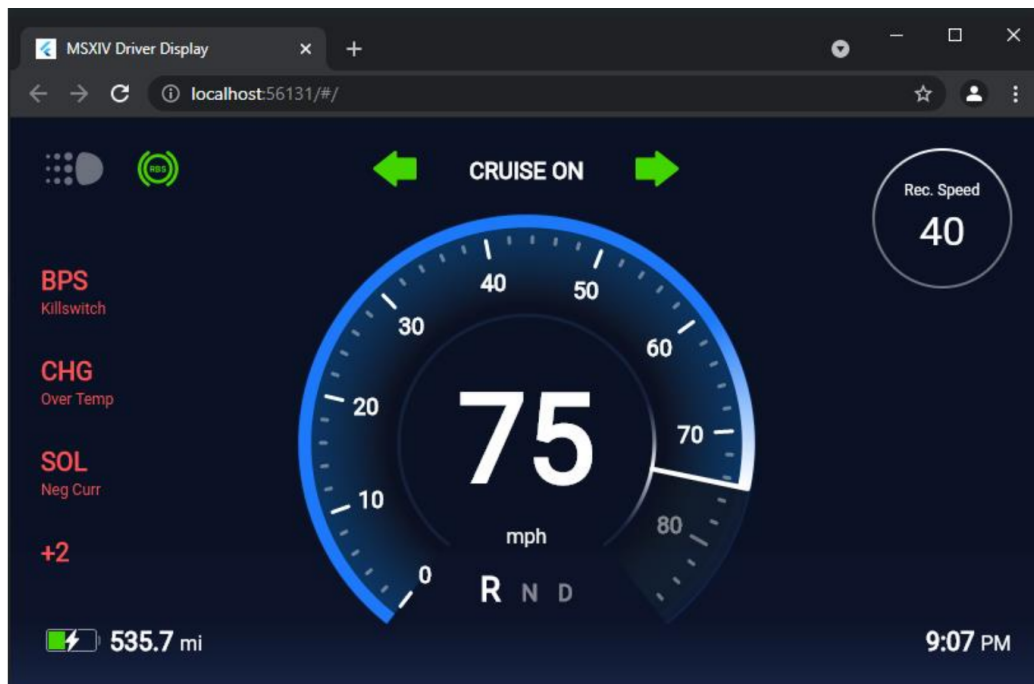 MSXIV Driver Display
localhost:56131/#/
RBS
CRUISE ON
Rec. Speed
40
BPS
Killswitch
CHG
Over Temp
SOL
Neg Curr
+2
0
10
20
30
40
50
60
70
80
75
mph
R N D
535.7 mi
9:07 PM